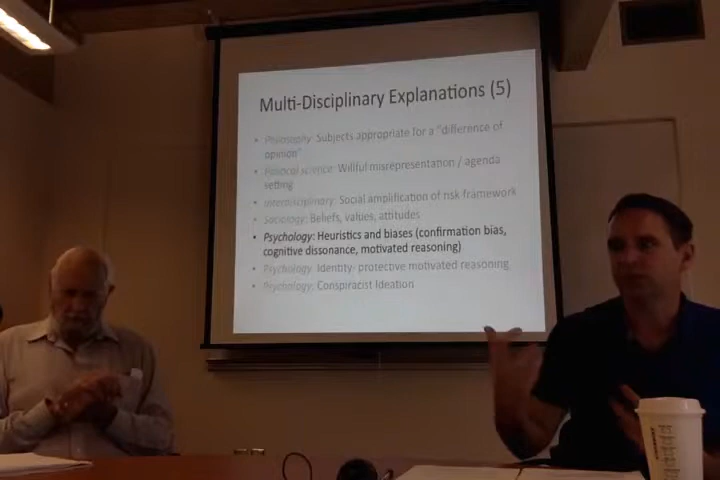 Multi-Disciplinary Explanations (5)
• Philosophy: Subjects appropriate for a "difference of
opinion"
• Political science: Willful misrepresentation / agenda
setting
• Interdisciplinary: Social amplification of risk framework
• Sociology: Beliefs, values, attitudes
• Psychology: Heuristics and biases (confirmation bias,
cognitive dissonance, motivated reasoning)
• Psychology: Identity-protective motivated reasoning
• Psychology: Conspiracist Ideation